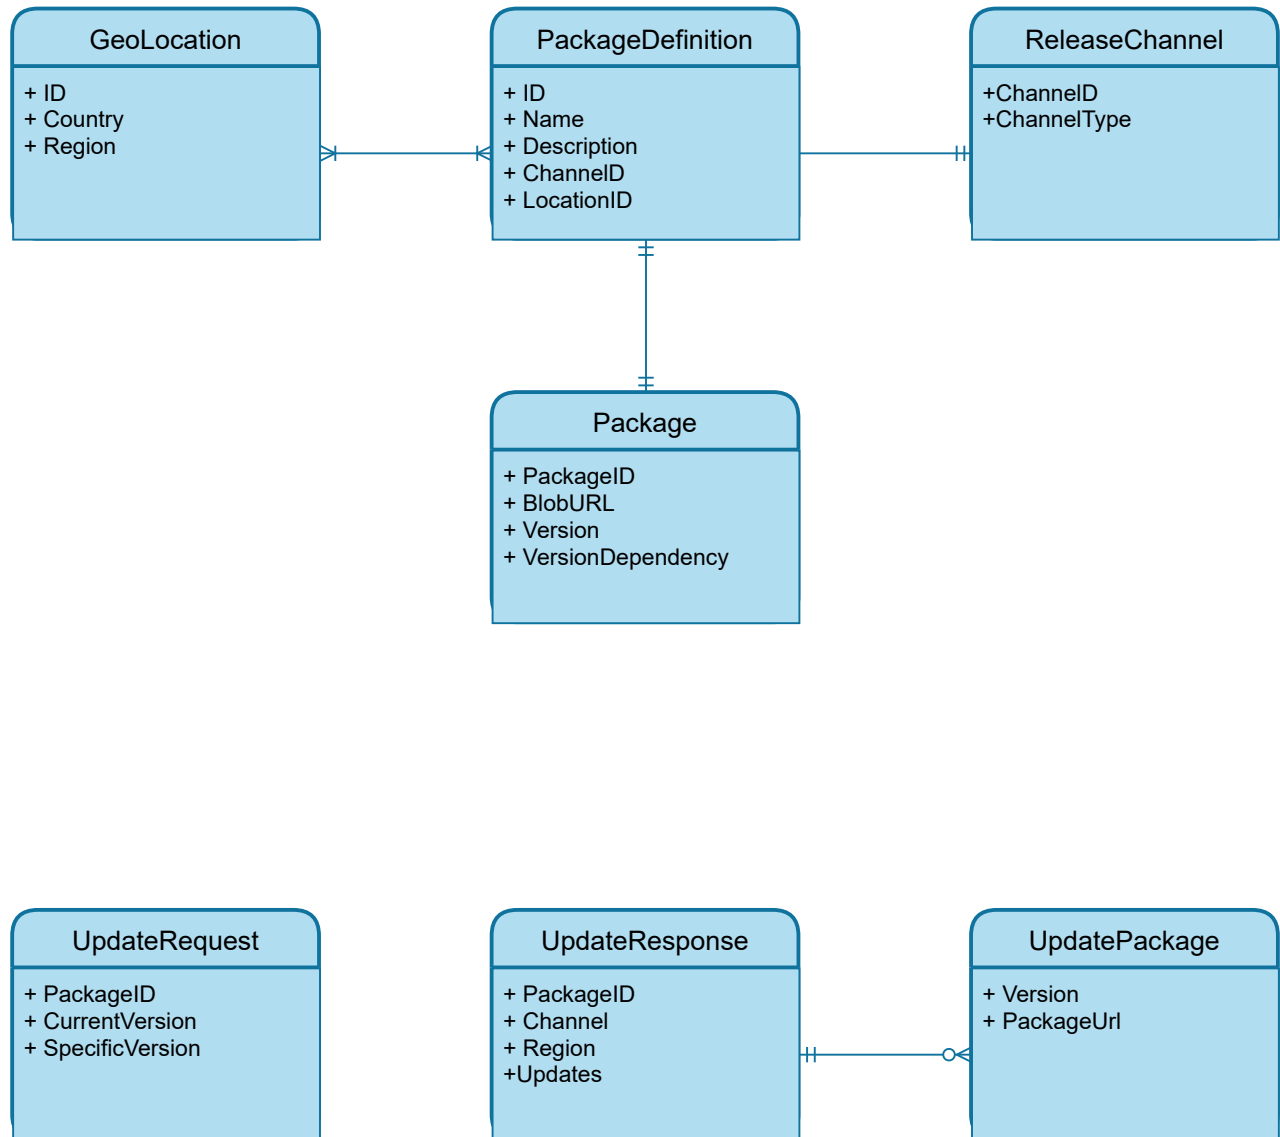 GeoLocation
+ ID
+ Country
+ Region
PackageDefinition
+ ID
+ Name
+ Description
+ ChannelD
+ LocationID
ReleaseChannel
+ChannelD
+ChannelType
Package
+ PackageID
+ BlobURL
+ Version
+ VersionDependency
UpdateRequest
+ PackageID
+ CurrentVersion
+ SpecificVersion
UpdateResponse
+ PackageID
+ Channel
+ Region
+Updates
UpdatePackage
+ Version
+ PackageUrl